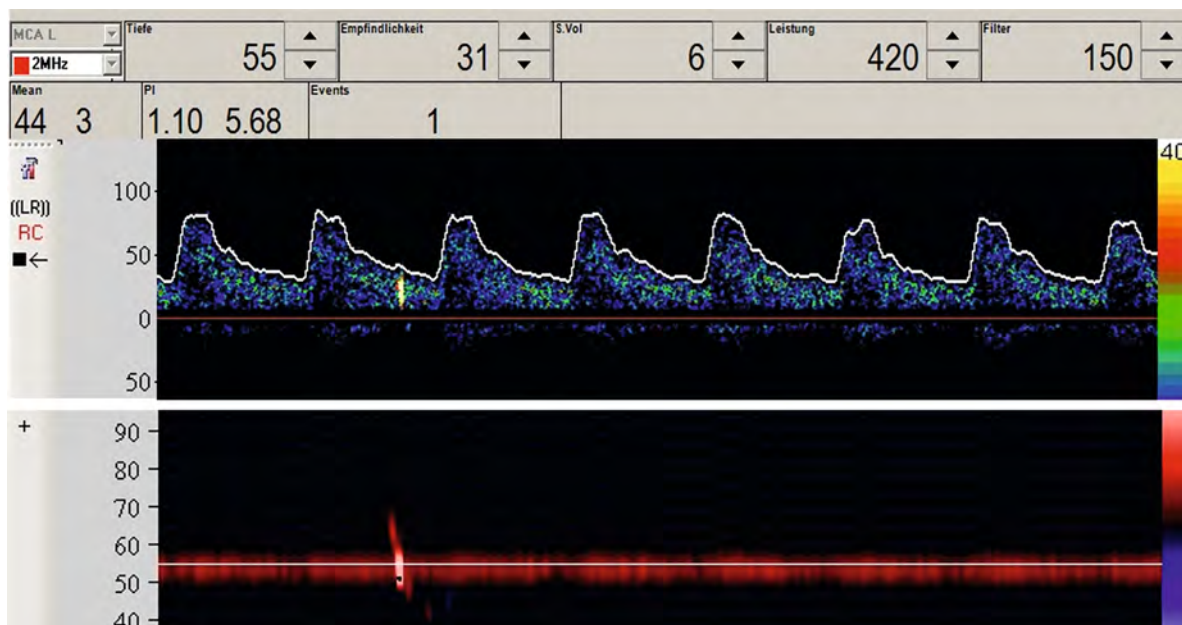 MCA L
Tiefe
55
Empfindlichkeit
31
S.Vol
6
Leistung
420
Filter
150
2MHz
Mean
44 3
PI
1.10 5.68
Events
1
((LR))
RC
100
50
0
50
40
+
90
80
70
60
50
40